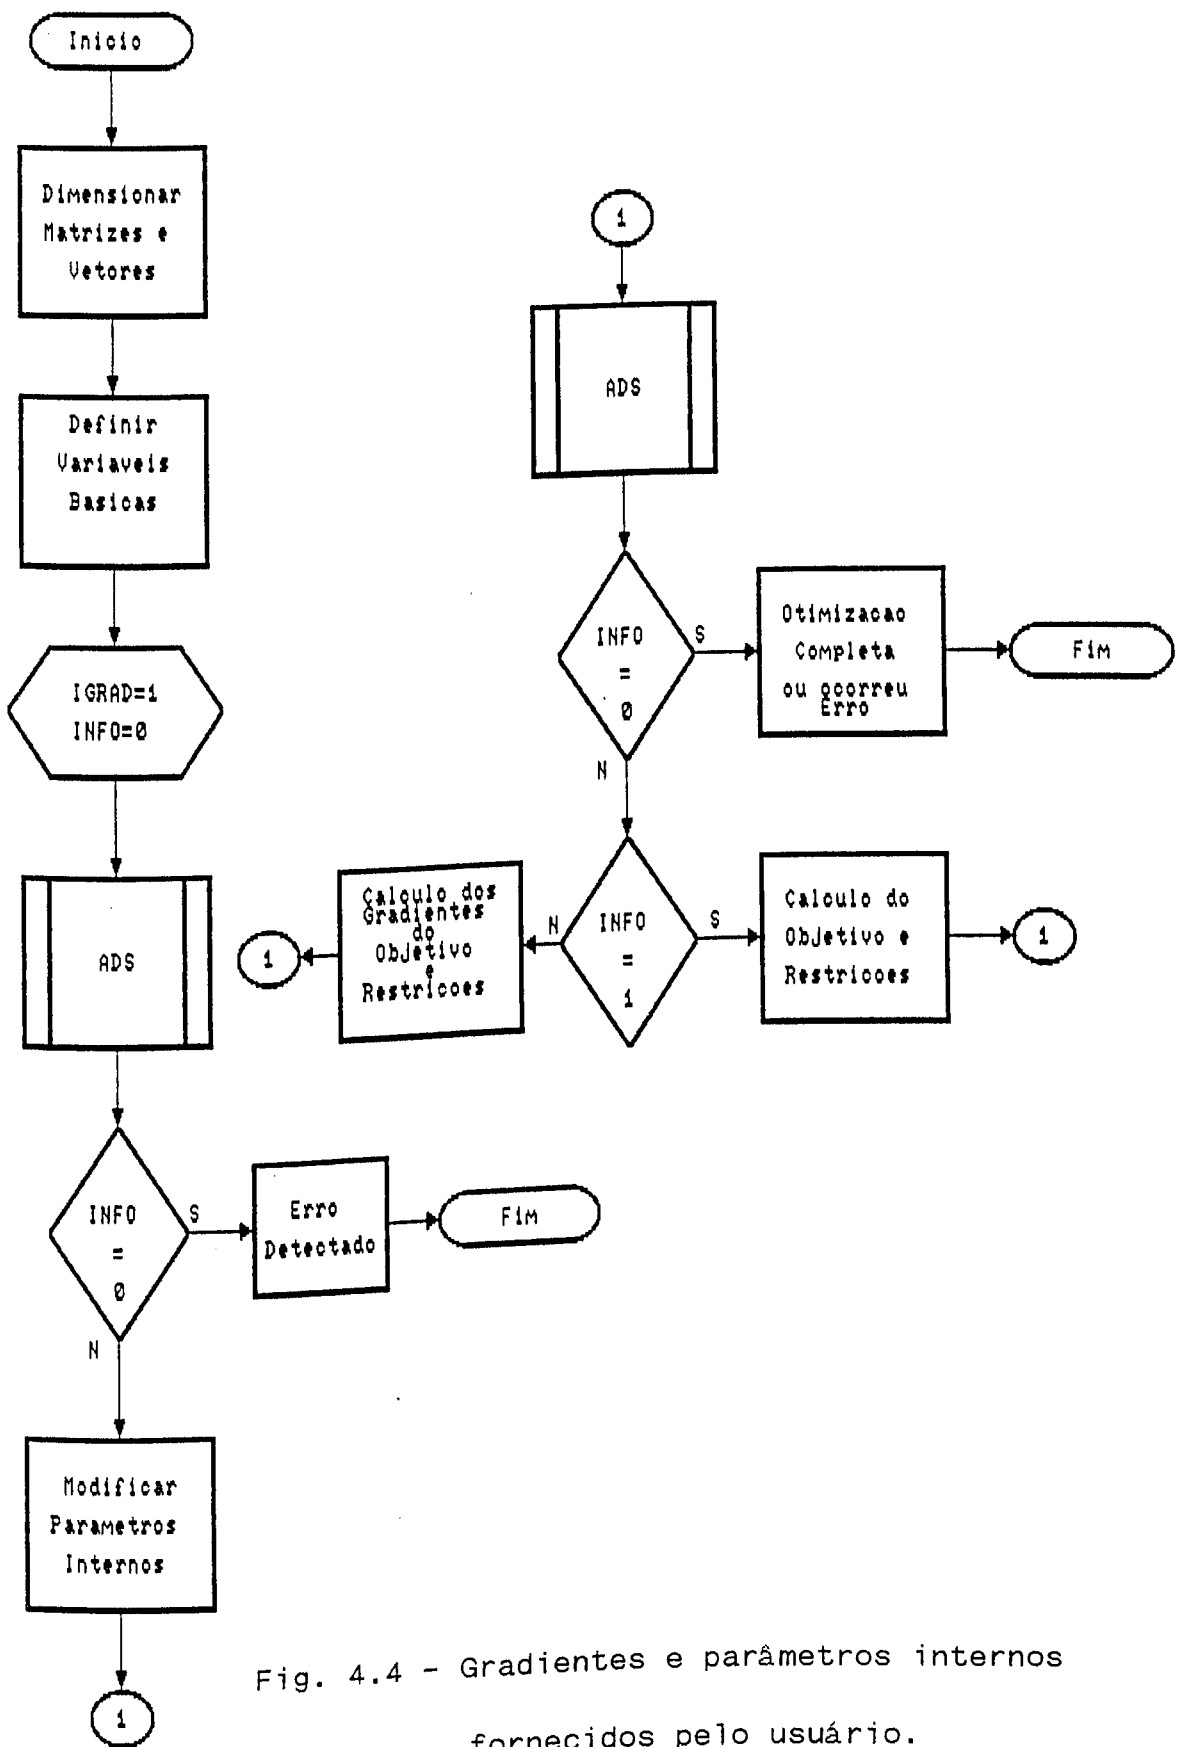 Inicio
Dimensionar
Matrizes e
Vetores
Definir
Variaveis
Basicas
IGRAD=1
INFO=0
ADS
INFO
=
0
S
N
Erro
Detectado
Fim
Modificar
Parametros
Internos
1
1
ADS
INFO
=
0
S
N
Otimizacao
Completa
ou ocorreu
Erro
Fim
INFO
=
1
S
N
Calculo do
Objetivo e
Restricoes
1
Calculo dos
Gradientes
do
Objetivo
e
Restricoes
1
Fig. 4.4 - Gradientes e parâmetros internos
fornecidos pelo usuário.